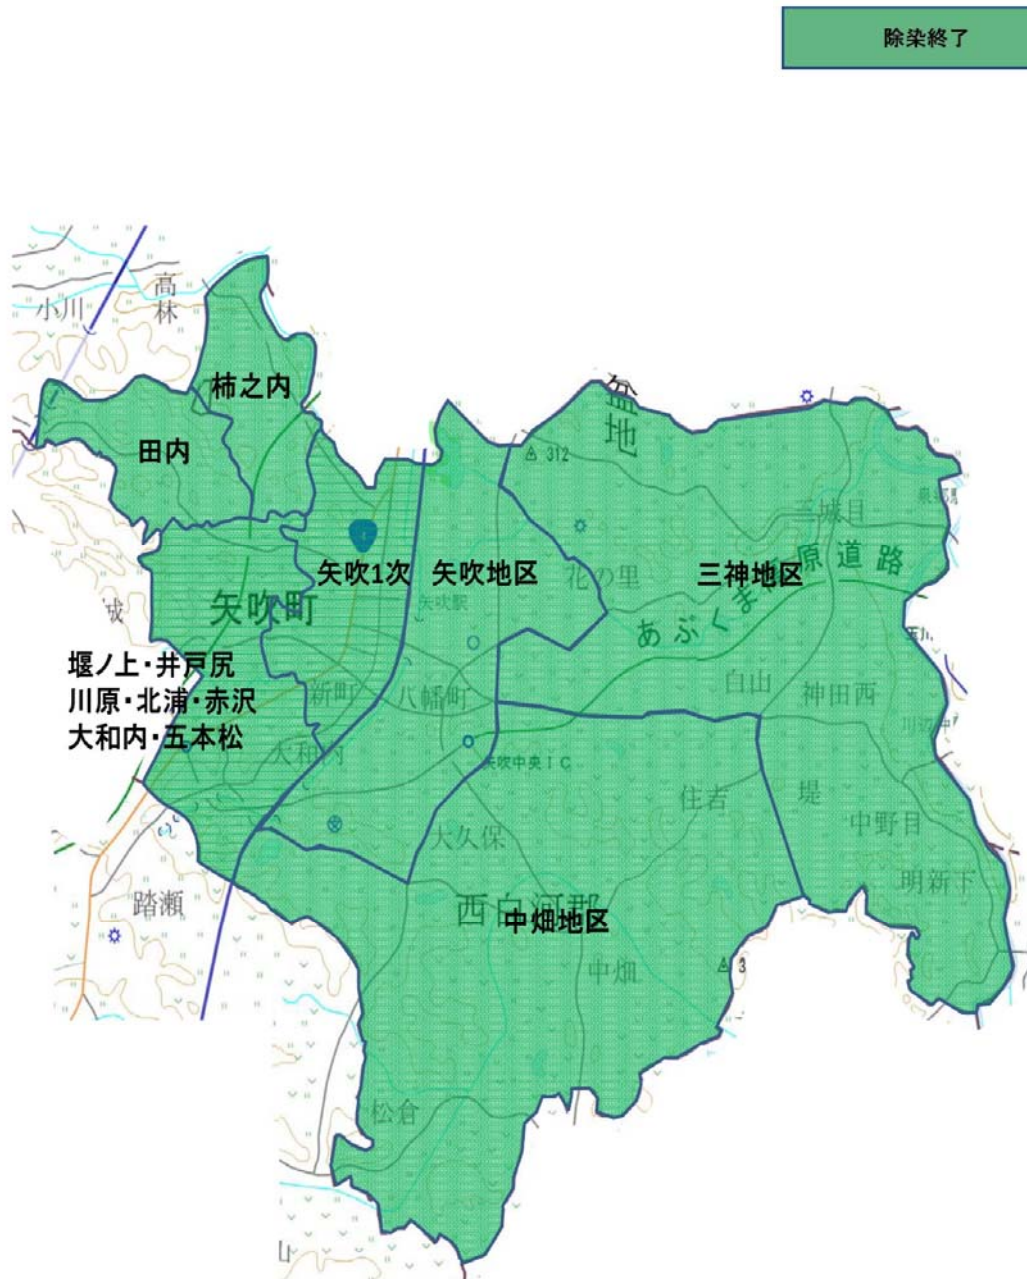 除染終了
高林
小川
柿之内
盆地
田内
312
三城目
矢吹1次
矢吹地区
花の里
三神地区
あぶくま高原道路
矢吹町
矢吹駅
堰ノ上・井戸尻
川原・北浦・赤沢
大和内・五本松
新町
八幡町
白山
神田西
大和内
矢吹中央IC
住吉
堤
大久保
中野目
明新下
踏瀬
西白河郡
中畑地区
中畑
3
松倉
山